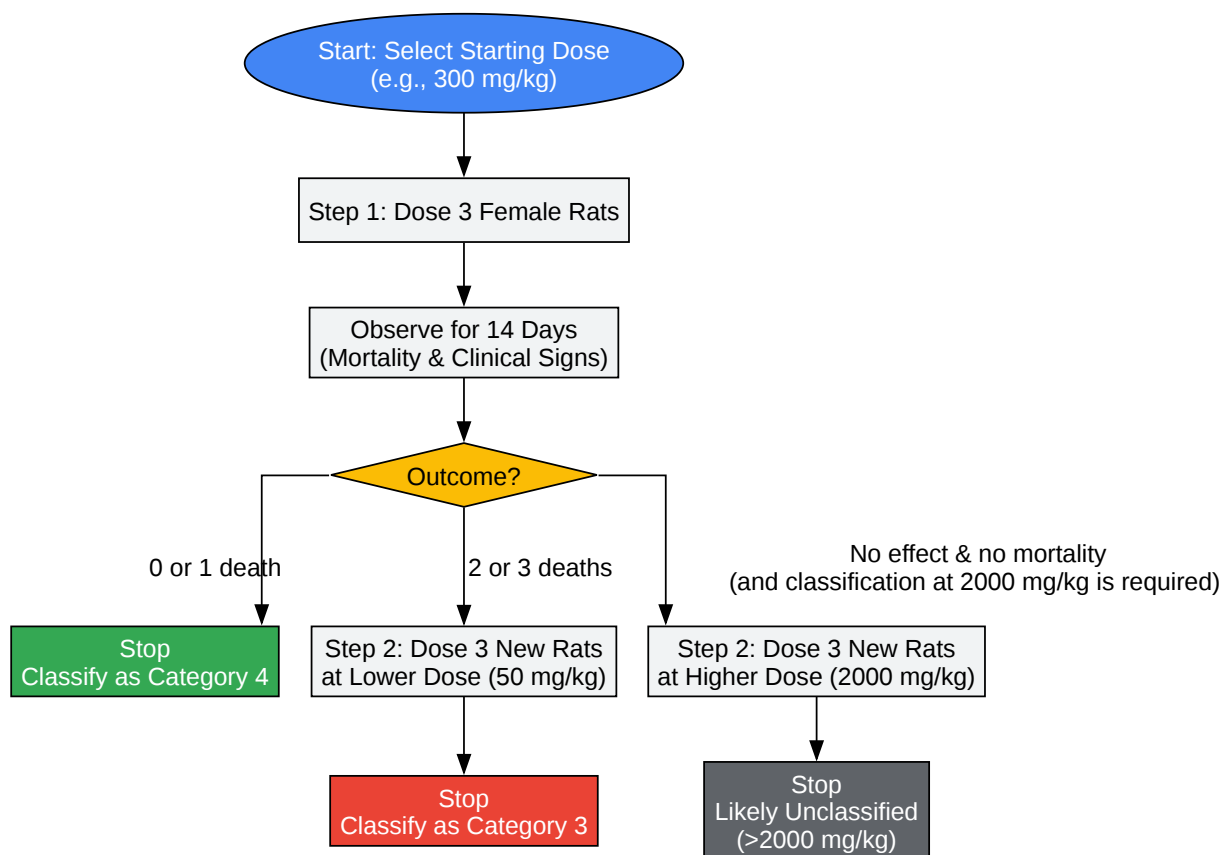 Start: Select Starting Dose
(e.g., 300 mg/kg)
Step 1: Dose 3 Female Rats
Observe for 14 Days
(Mortality & Clinical Signs)
Outcome?
0 or 1 death
2 or 3 deaths
No effect & no mortality
(and classification at 2000 mg/kg is required)
Stop
Classify as Category 4
Step 2: Dose 3 New Rats
at Lower Dose (50 mg/kg)
Step 2: Dose 3 New Rats
at Higher Dose (2000 mg/kg)
Stop
Classify as Category 3
Stop
Likely Unclassified
(>2000 mg/kg)